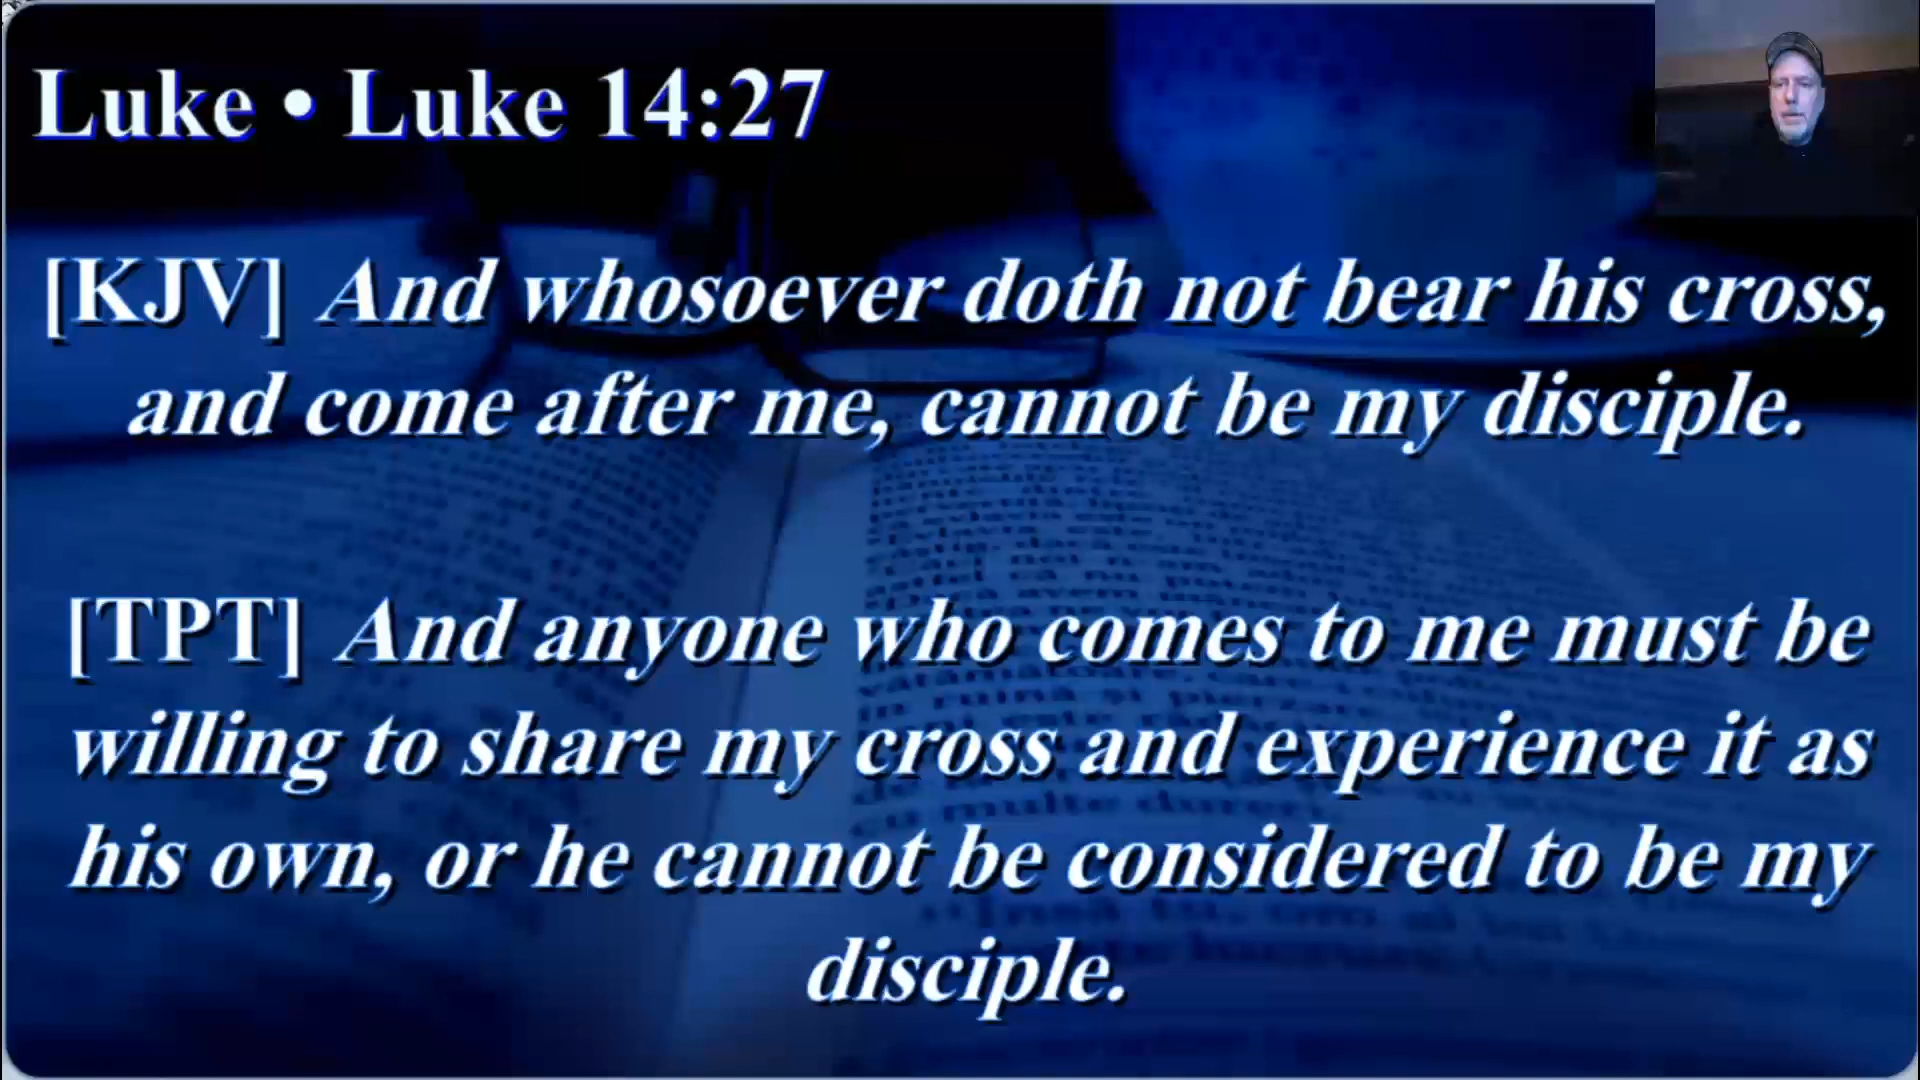 Luke • Luke 14:27
[KJV] And whosoever doth not bear his cross,
and come after me, cannot be my disciple.
[TPT] And anyone who comes to me must be
willing to share my cross and experience it as
his own, or he cannot be considered to be my
disciple.